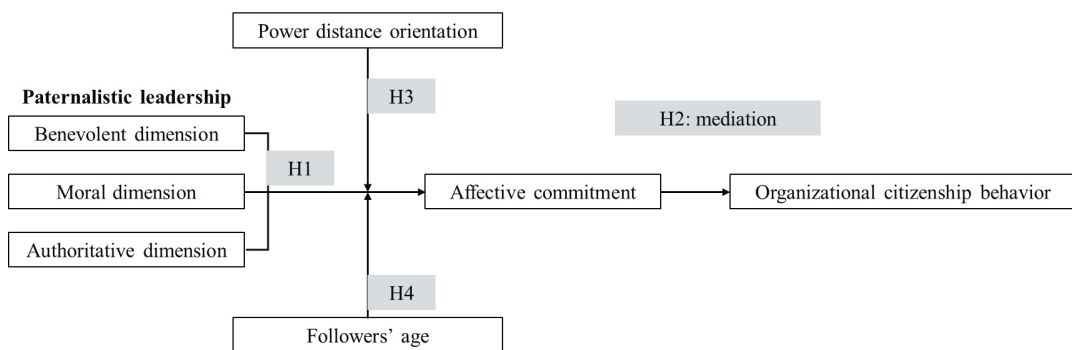 Power distance orientation
H3
Paternalistic leadership
Benevolent dimension
H2: mediation
H1
Moral dimension
Affective commitment
Organizational citizenship behavior
Authoritative dimension
H4
Followers’ age